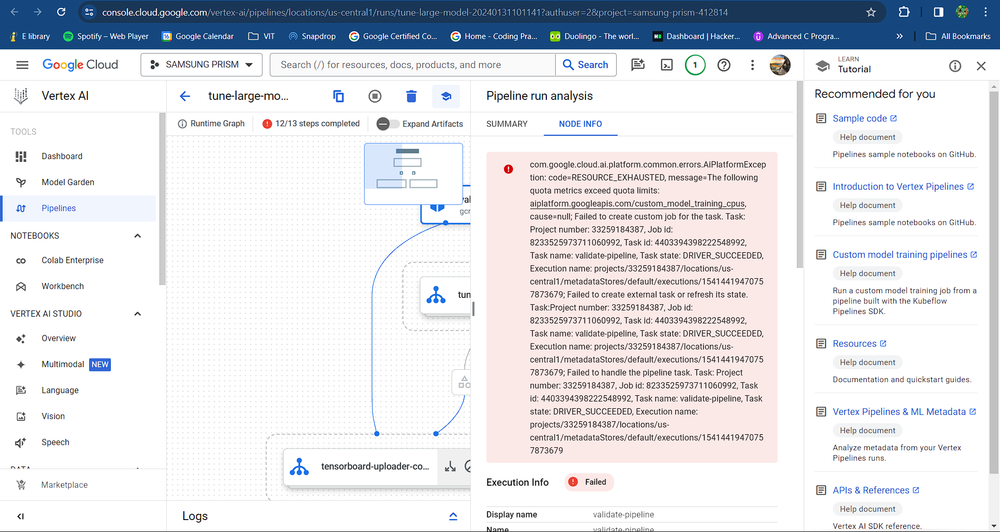 console.cloud.google.com/vertex-ai/pipelines/locations/us-central1/runs/tune-large-model-20240131101141?authuser=2&project=samsung-prism-412814
E library
Spotify – Web Player
16
Google Calendar
VIT
Snapdrop
Google Certified Co...
Home - Coding Pra...
Duolingo - The worl...
Dashboard | Hacker...
Advanced C Progra...
All Bookmarks
Google Cloud
SAMSUNG PRISM
Search (/) for resources, docs, products, and more
Search
1
LEARN
Tutorial
Vertex AI
TOOLS
Dashboard
Model Garden
Pipelines
NOTEBOOKS
Colab Enterprise
Workbench
VERTEX AI STUDIO
Overview
Multimodal NEW
Language
Vision
Speech
DATA
Marketplace
tune-large-mo...
Runtime Graph
12/13 steps completed
Expand Artifacts
val
gcr
tun
tensorboard-uploader-co...
Logs
Pipeline run analysis
SUMMARY
NODE INFO
com.google.cloud.ai.platform.common.errors.AiPlatformExce
ption: code=RESOURCE_EXHAUSTED, message=The following
quota metrics exceed quota limits:
aiplatform.googleapis.com/custom_model_training_cpus,
cause=null; Failed to create custom job for the task. Task:
Project number: 33259184387, Job id:
8233525973711060992, Task id: 4403394398222548992,
Task name: validate-pipeline, Task state: DRIVER_SUCCEEDED,
Execution name: projects/33259184387/locations/us-
central1/metadataStores/default/executions/1541441947075
7873679; Failed to create external task or refresh its state.
Task:Project number: 33259184387, Job id:
8233525973711060992, Task id: 4403394398222548992,
Task name: validate-pipeline, Task state: DRIVER_SUCCEEDED,
Execution name: projects/33259184387/locations/us-
central1/metadataStores/default/executions/1541441947075
7873679; Failed to handle the pipeline task. Task: Project
number: 33259184387, Job id: 8233525973711060992, Task
id: 4403394398222548992, Task name: validate-pipeline, Task
state: DRIVER_SUCCEEDED, Execution name:
projects/33259184387/locations/us-
central1/metadataStores/default/executions/1541441947075
7873679
Execution Info
Failed
Display name
validate-pipeline
Name
validate-pipeline
Recommended for you
Sample code
Help document
Pipelines sample notebooks on GitHub.
Introduction to Vertex Pipelines
Help document
Pipelines sample notebooks on GitHub.
Custom model training pipelines
Help document
Run a custom model training job from a
pipeline built with the Kubeflow
Pipelines SDK.
Resources
Help document
Documentation and quickstart guides.
Vertex Pipelines & ML Metadata
Help document
Analyze metadata from your Vertex
Pipelines runs.
APIs & References
Help document
Vertex AI SDK reference.